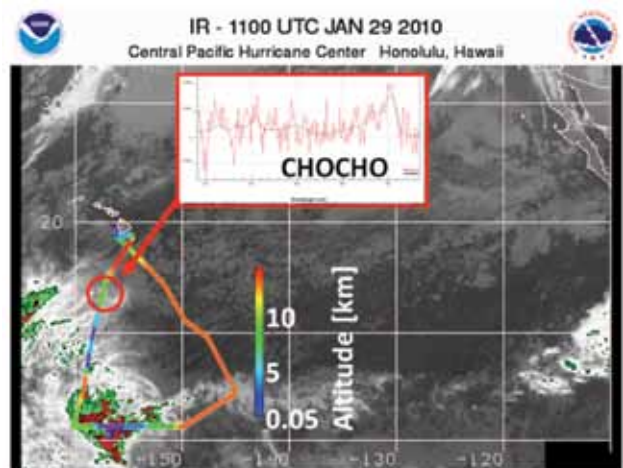 IR - 1100 UTC JAN 29 2010
Central Pacific Hurricane Center Honolulu, Hawaii
CHOCHO
20
10
5
0.05
Altitude [km]
-150 -140 -130 -120